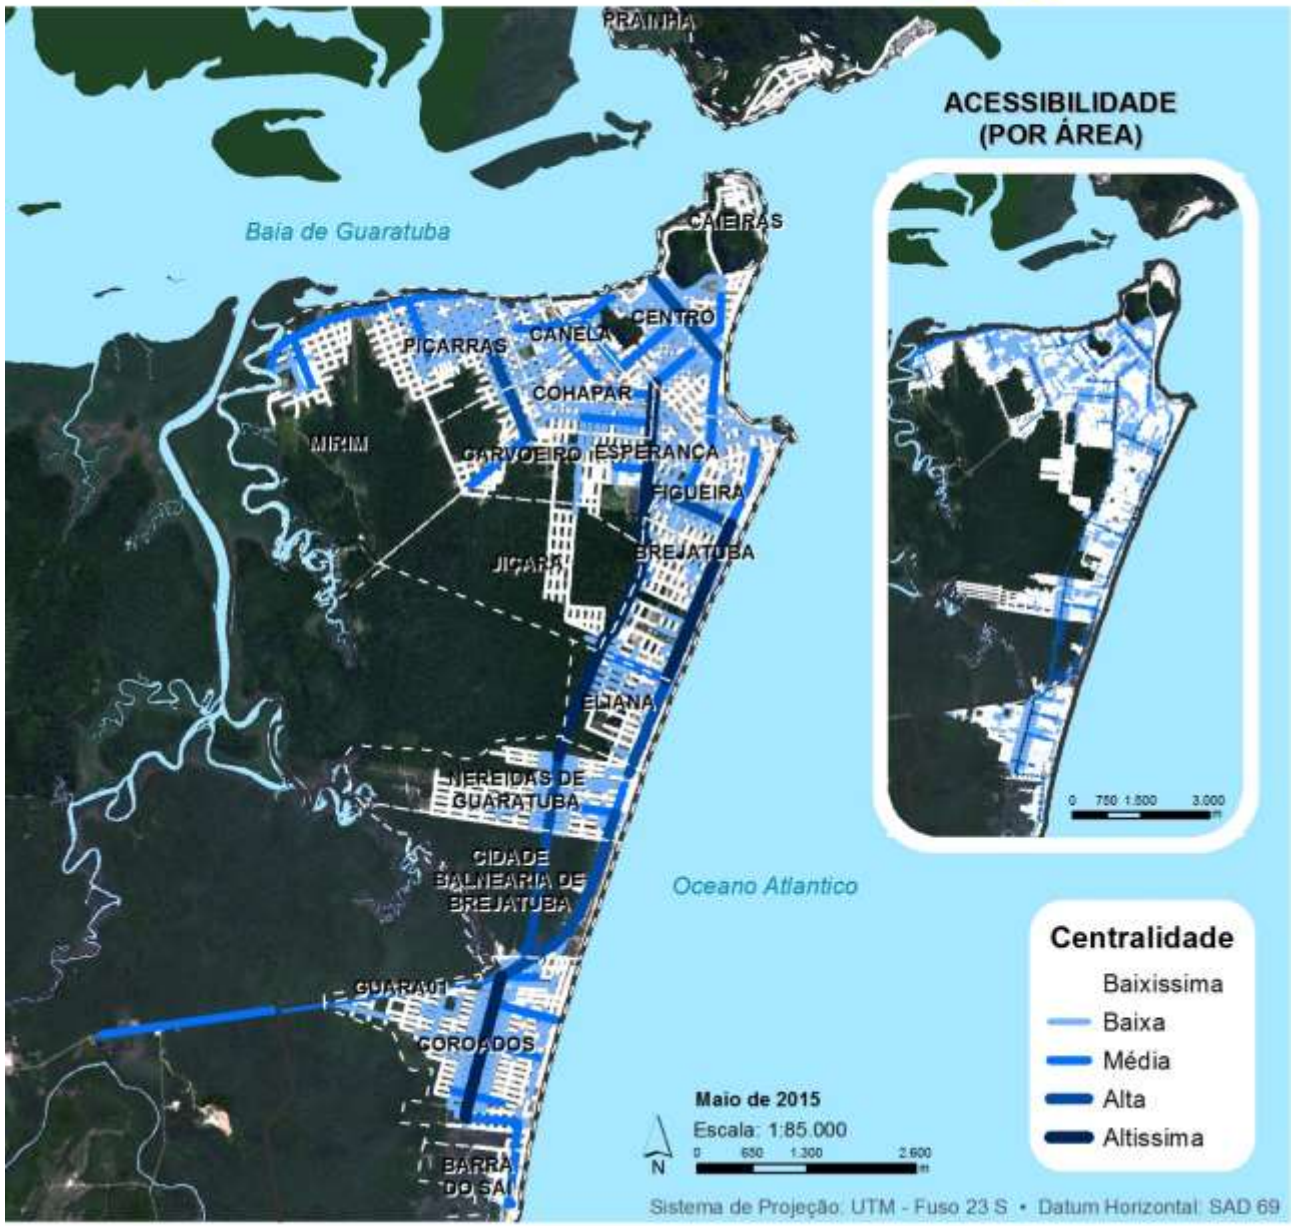 PRAINHA
ACESSIBILIDADE
(POR ÁREA)
CAIEIRAS
Baia de Guaratuba
CENTRO
CANELA
PIÇARRAS
COHAPAR
MIRIM
CARVOEIRO
ESPERANÇA
FIGUEIRA
BREJATUBA
JIÇARA
ELIANA
NEREIDAS DE
GUARATUBA
0 750 1.500 3.000
m
CIDADE
BALNEARIA DE
BREJATUBA
Oceano Atlantico
Centralidade
Baixissima
Baixa
Média
Alta
Altissima
GUARA01
COROADOS
Maio de 2015
Escala: 1:85.000
0 650 1.300 2.600
m
N
BARRA
DO SAI
Sistema de Projeção: UTM - Fuso 23 S • Datum Horizontal: SAD 69